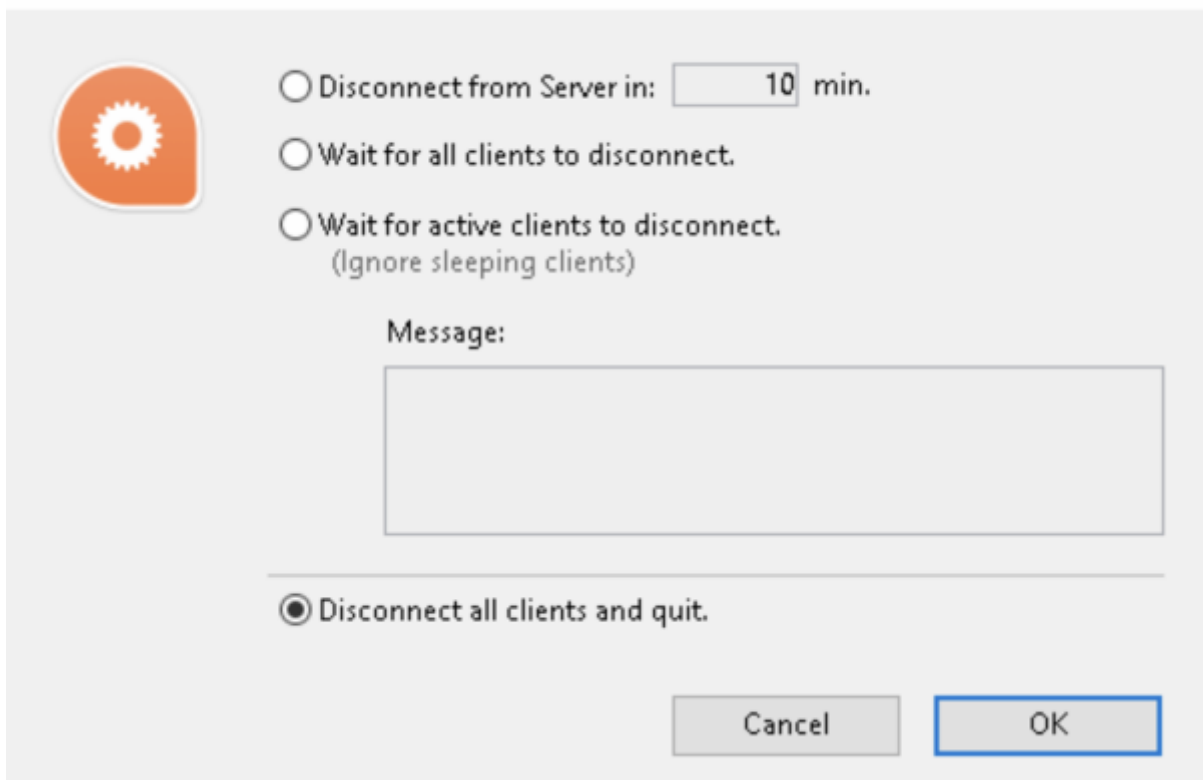 Disconnect from Server in: 10 min.
Wait for all clients to disconnect.
Wait for active clients to disconnect.
(Ignore sleeping clients)
Message:
Disconnect all clients and quit.
Cancel OK